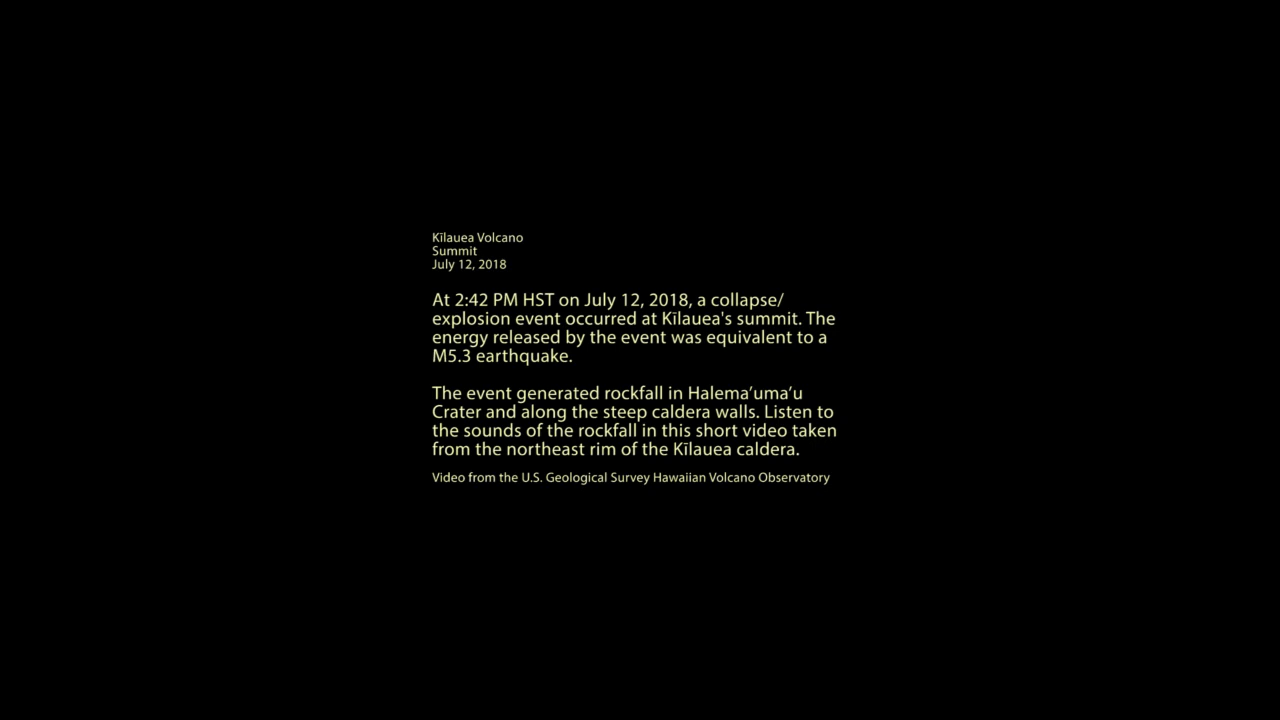 Kīlauea Volcano
Summit
July 12, 2018
At 2:42 PM HST on July 12, 2018, a collapse/
explosion event occurred at Kīlauea's summit. The
energy released by the event was equivalent to a
M5.3 earthquake.
The event generated rockfall in Halema‘uma‘u
Crater and along the steep caldera walls. Listen to
the sounds of the rockfall in this short video taken
from the northeast rim of the Kīlauea caldera.
Video from the U.S. Geological Survey Hawaiian Volcano Observatory